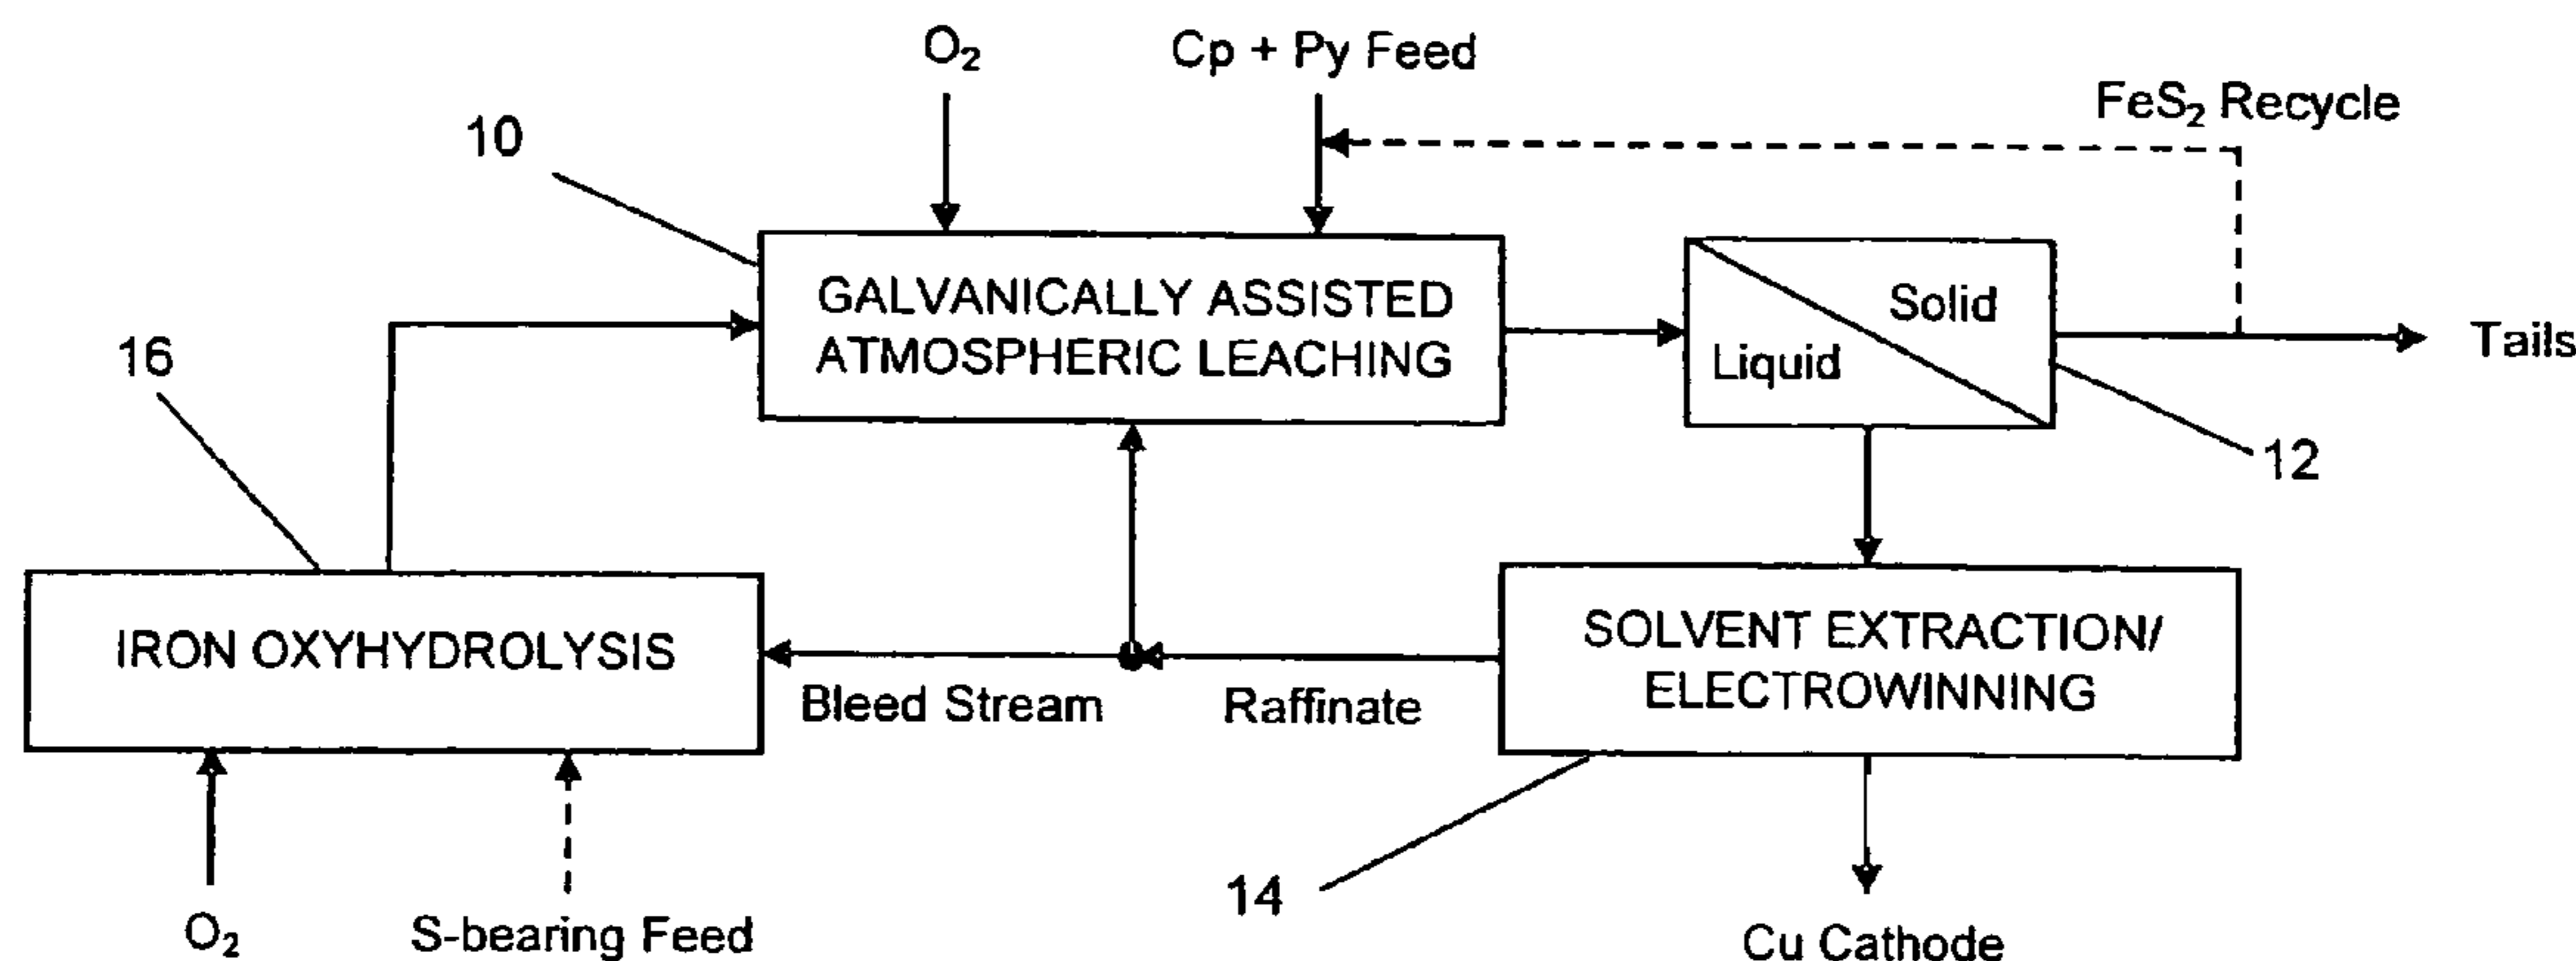 O₂
Cp + Py Feed
FeS₂ Recycle
10
GALVANICALLY ASSISTED
ATMOSPHERIC LEACHING
Solid
Liquid
Tails
16
12
IRON OXYHYDROLYSIS
Bleed Stream
Raffinate
SOLVENT EXTRACTION/
ELECTROWINNING
14
O₂
S-bearing Feed
Cu Cathode